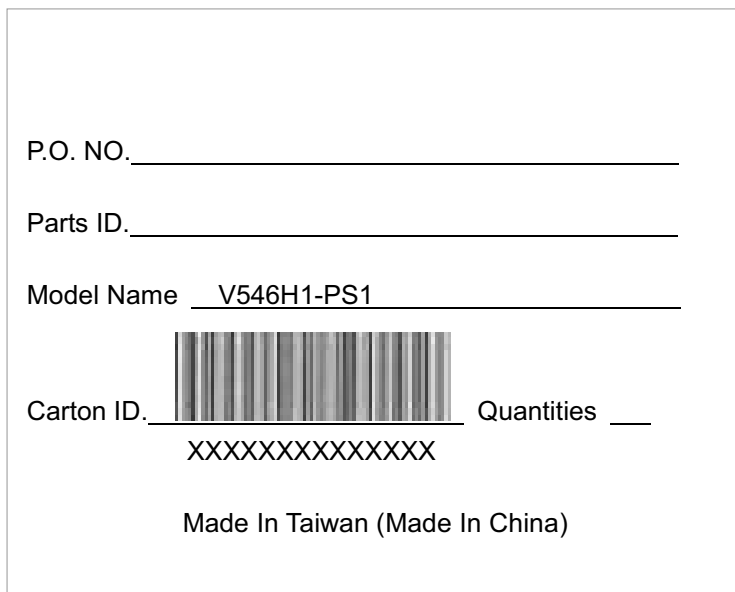 P.O. NO.
Parts ID.
Model Name V546H1-PS1
Carton ID. Quantities
XXXXXXXXXXXXXX
Made In Taiwan (Made In China)